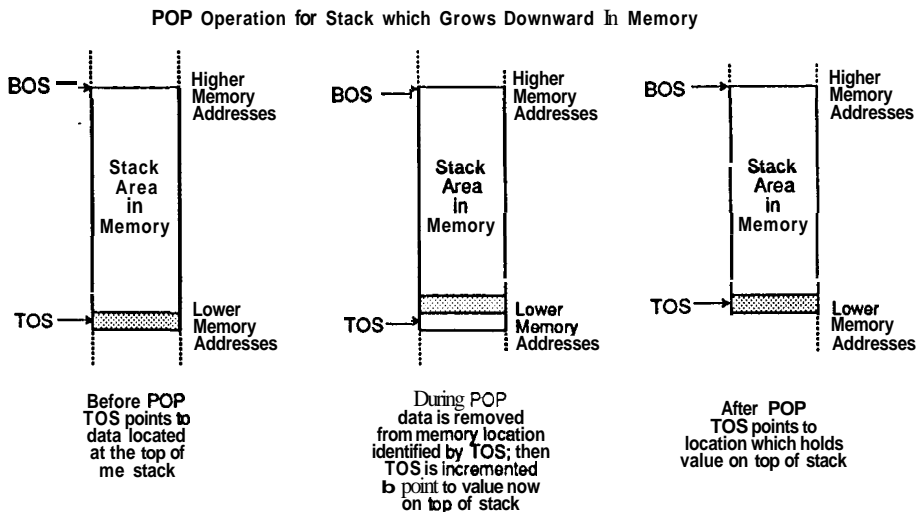 POP Operation for Stack which Grows Downward In Memory
BOS
Higher
Memory
Addresses
Stack
Area
in
Memory
TOS
Lower
Memory
Addresses
Before POP
TOS points to
data located
at the top of
me stack
BOS
Higher
Memory
Addresses
Stack
Area
in
Memory
TOS
Lower
Memory
Addresses
During POP
data is removed
from memory location
identified by TOS; then
TOS is incremented
b point to value now
on top of stack
BOS
Higher
Memory
Addresses
Stack
Area
in
Memory
TOS
Lower
Memory
Addresses
After POP
TOS points to
location which holds
value on top of stack